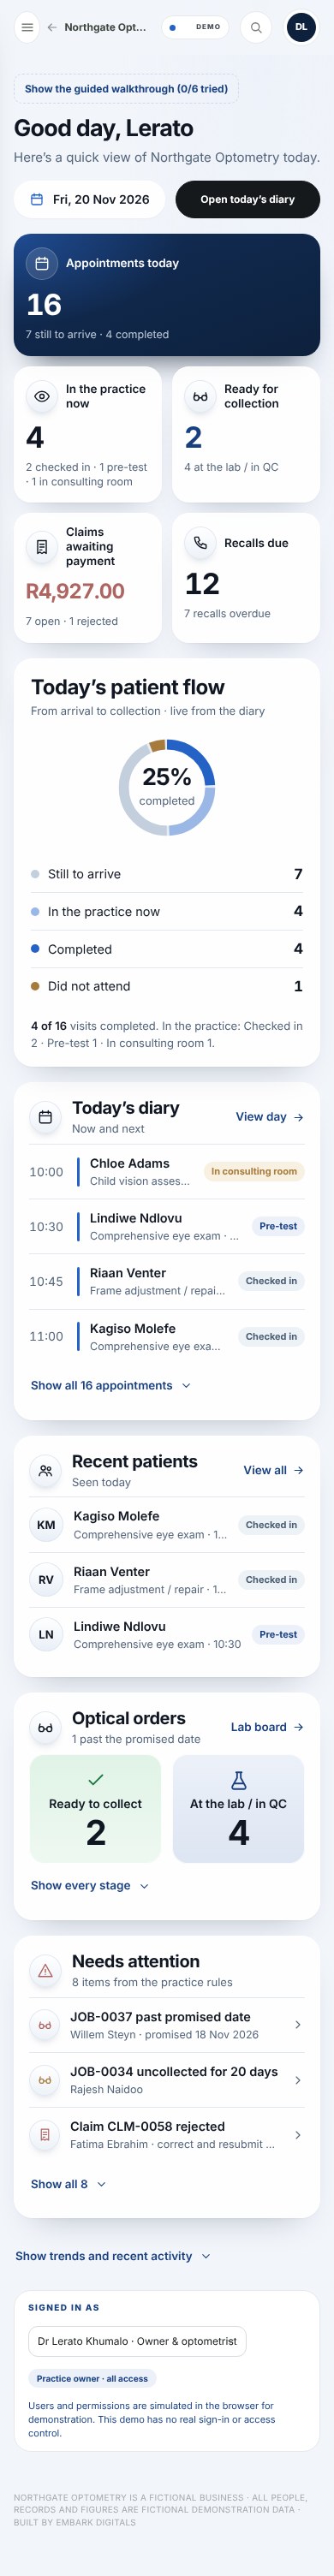 Northgate Opt...
DEMO
DL
Show the guided walkthrough (0/6 tried)
Good day, Lerato
Here's a quick view of Northgate Optometry today.
Fri, 20 Nov 2026
Open today's diary
Appointments today
16
7 still to arrive · 4 completed
In the practice
now
4
2 checked in · 1 pre-test
· 1 in consulting room
Ready for
collection
2
4 at the lab / in QC
Claims
awaiting
payment
R4,927.00
7 open · 1 rejected
Recalls due
12
7 recalls overdue
Today's patient flow
From arrival to collection · live from the diary
25%
completed
Still to arrive 7
In the practice now 4
Completed 4
Did not attend 1
4 of 16 visits completed. In the practice: Checked in
2 · Pre-test 1 · In consulting room 1.
Today's diary
Now and next
View day →
10:00 Chloe Adams
Child vision asses...
In consulting room
10:30 Lindiwe Ndlovu
Comprehensive eye exam · ...
Pre-test
10:45 Riaan Venter
Frame adjustment / repai...
Checked in
11:00 Kagiso Molefe
Comprehensive eye exa...
Checked in
Show all 16 appointments
Recent patients
Seen today
View all →
KM Kagiso Molefe
Comprehensive eye exam · 1...
Checked in
RV Riaan Venter
Frame adjustment / repair · 1...
Checked in
LN Lindiwe Ndlovu
Comprehensive eye exam · 10:30
Pre-test
Optical orders
1 past the promised date
Lab board →
Ready to collect
2
At the lab / in QC
4
Show every stage
Needs attention
8 items from the practice rules
JOB-0037 past promised date
Willem Steyn · promised 18 Nov 2026
JOB-0034 uncollected for 20 days
Rajesh Naidoo
Claim CLM-0058 rejected
Fatima Ebrahim · correct and resubmit ...
Show all 8
Show trends and recent activity
SIGNED IN AS
Dr Lerato Khumalo · Owner & optometrist
Practice owner · all access
Users and permissions are simulated in the browser for
demonstration. This demo has no real sign-in or access
control.
NORTHGATE OPTOMETRY IS A FICTIONAL BUSINESS · ALL PEOPLE,
RECORDS AND FIGURES ARE FICTIONAL DEMONSTRATION DATA ·
BUILT BY EMBARK DIGITALS